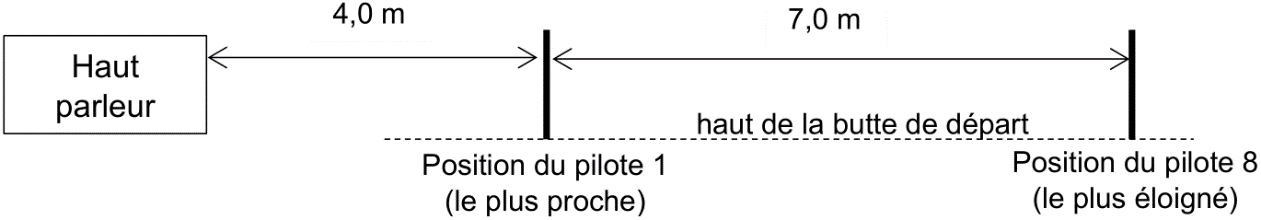 4,0 m
7,0 m
Haut
parleur
haut de la butte de départ
Position du pilote 1
(le plus proche)
Position du pilote 8
(le plus éloigné)